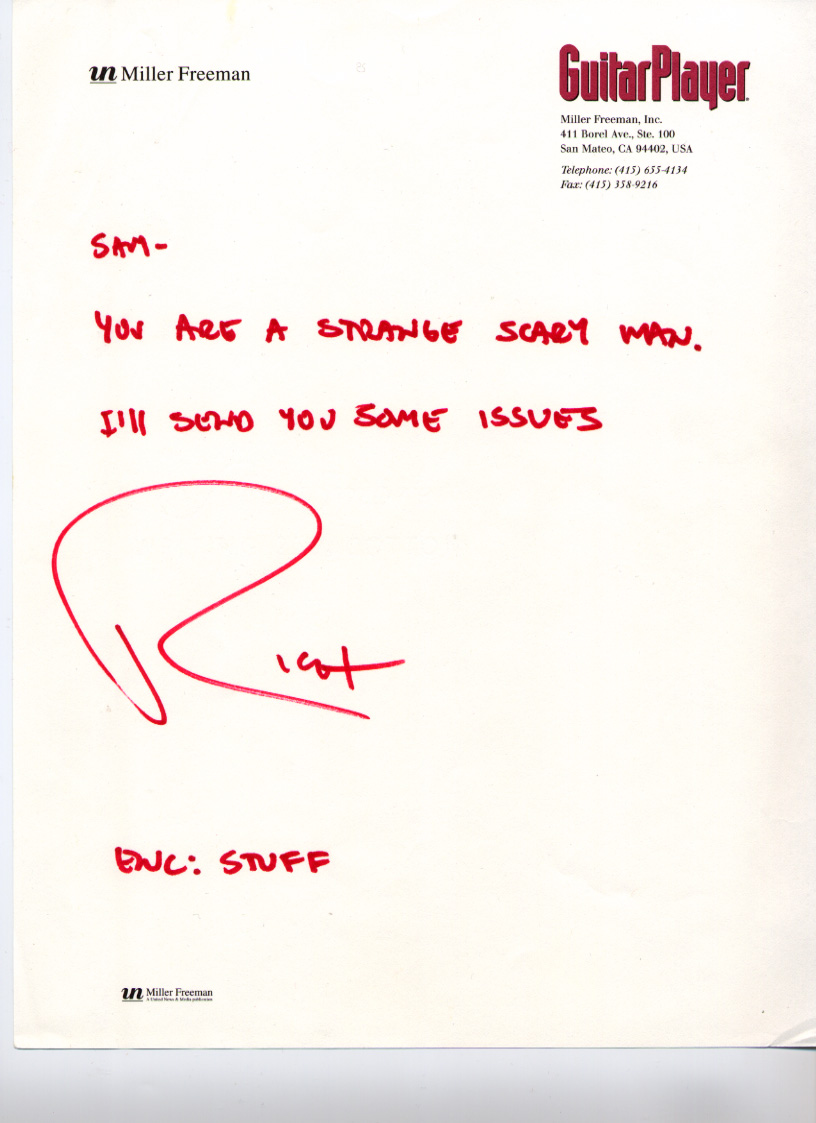 un Miller Freeman
GuitarPlayer
Miller Freeman, Inc.
411 Borel Ave., Ste. 100
San Mateo, CA 94402, USA
Telephone: (415) 655-4134
Fax: (415) 358-9216
SAM-
YOU ARE A STRANGE SCARY MAN.
I'll SEND YOU SOME ISSUES
ENC: STUFF
un Miller Freeman
A United News & Media publication